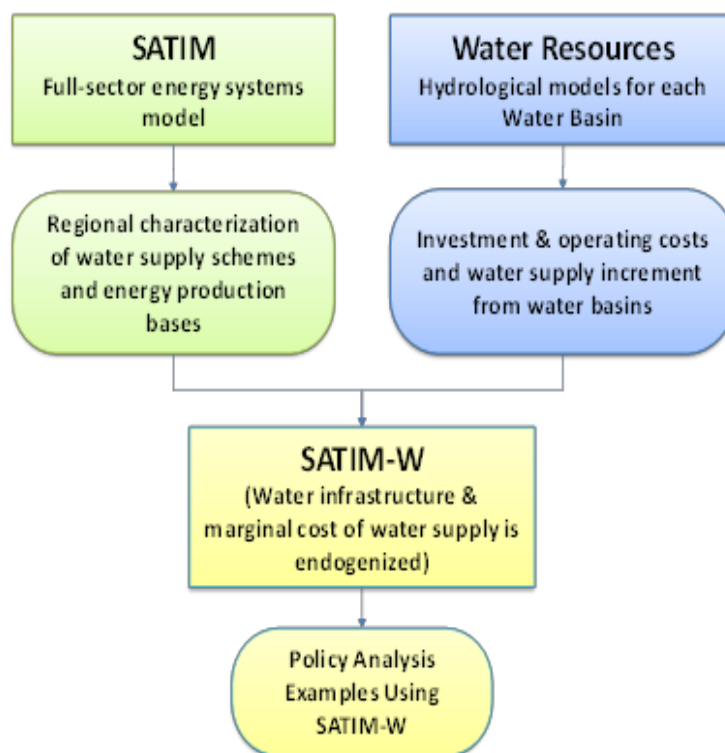 SATIM
Full-sector energy systems
model
Water Resources
Hydrological models for each
Water Basin
Regional characterization
of water supply schemes
and energy production
bases
Investment & operating costs
and water supply increment
from water basins
SATIM-W
(Water infrastructure &
marginal cost of water supply is
endogenized)
Policy Analysis
Examples Using
SATIM-W